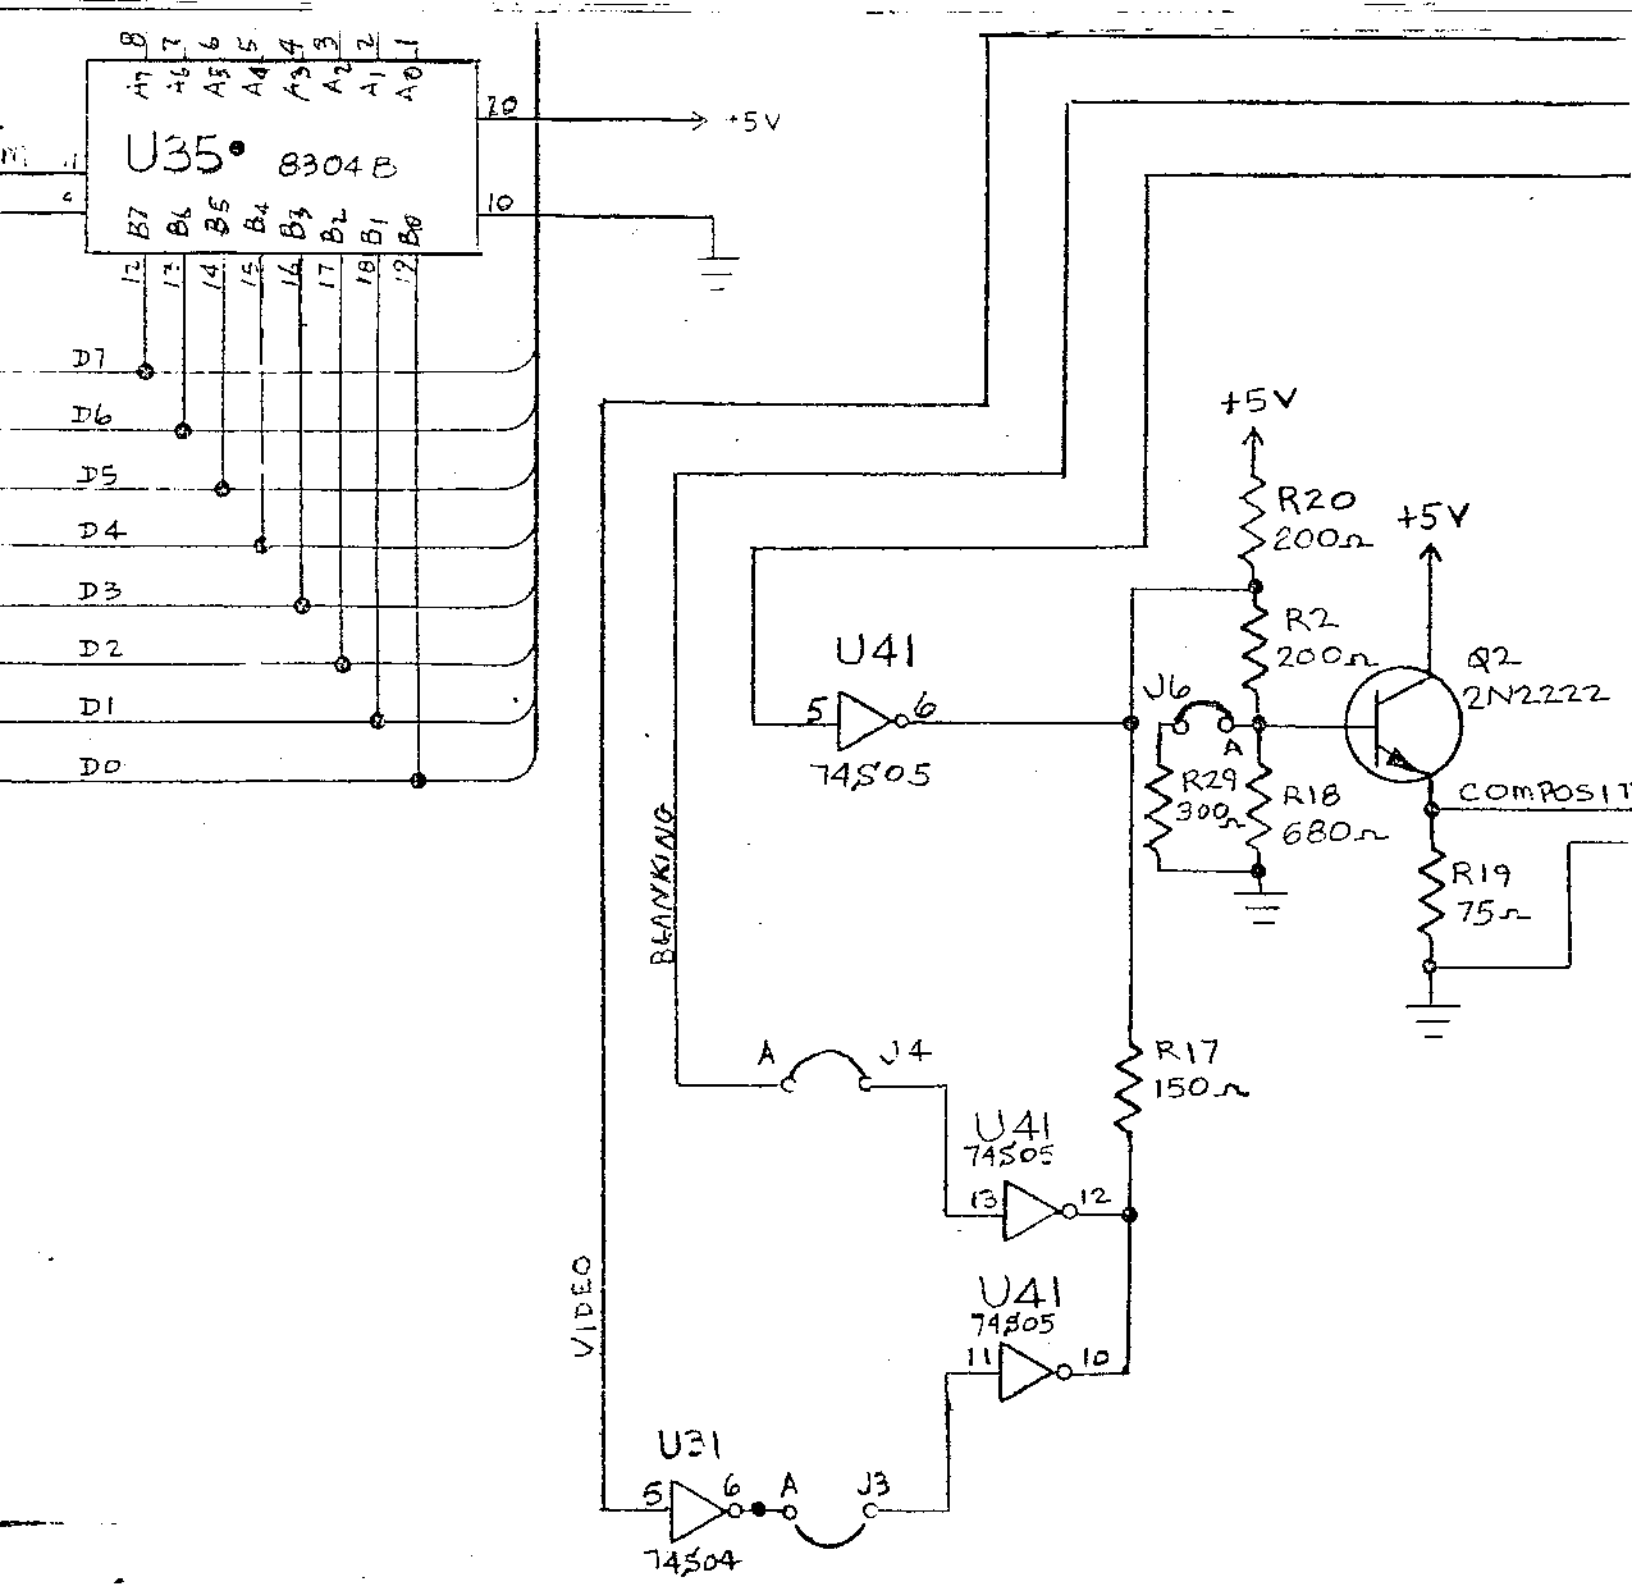 8 7 6 5 4 3 2 1
A7 A6 A5 A4 A3 A2 A1 A0
20
+5V
U35
8304B
11
10
B7 B6 B5 B4 B3 B2 B1 B0
12 13 14 15 16 17 18 19
D7
D6
D5
D4
D3
D2
D1
D0
+5V
R20
200Ω
+5V
R2
200Ω
Q2
2N2222
U41
5
6
74S05
J6
A
R29
300Ω
R18
680Ω
COMPOSIT
R19
75Ω
BLANKING
A
J4
R17
150Ω
U41
74S05
13
12
VIDEO
U41
74S05
11
10
U31
5
6
A
J3
74S04